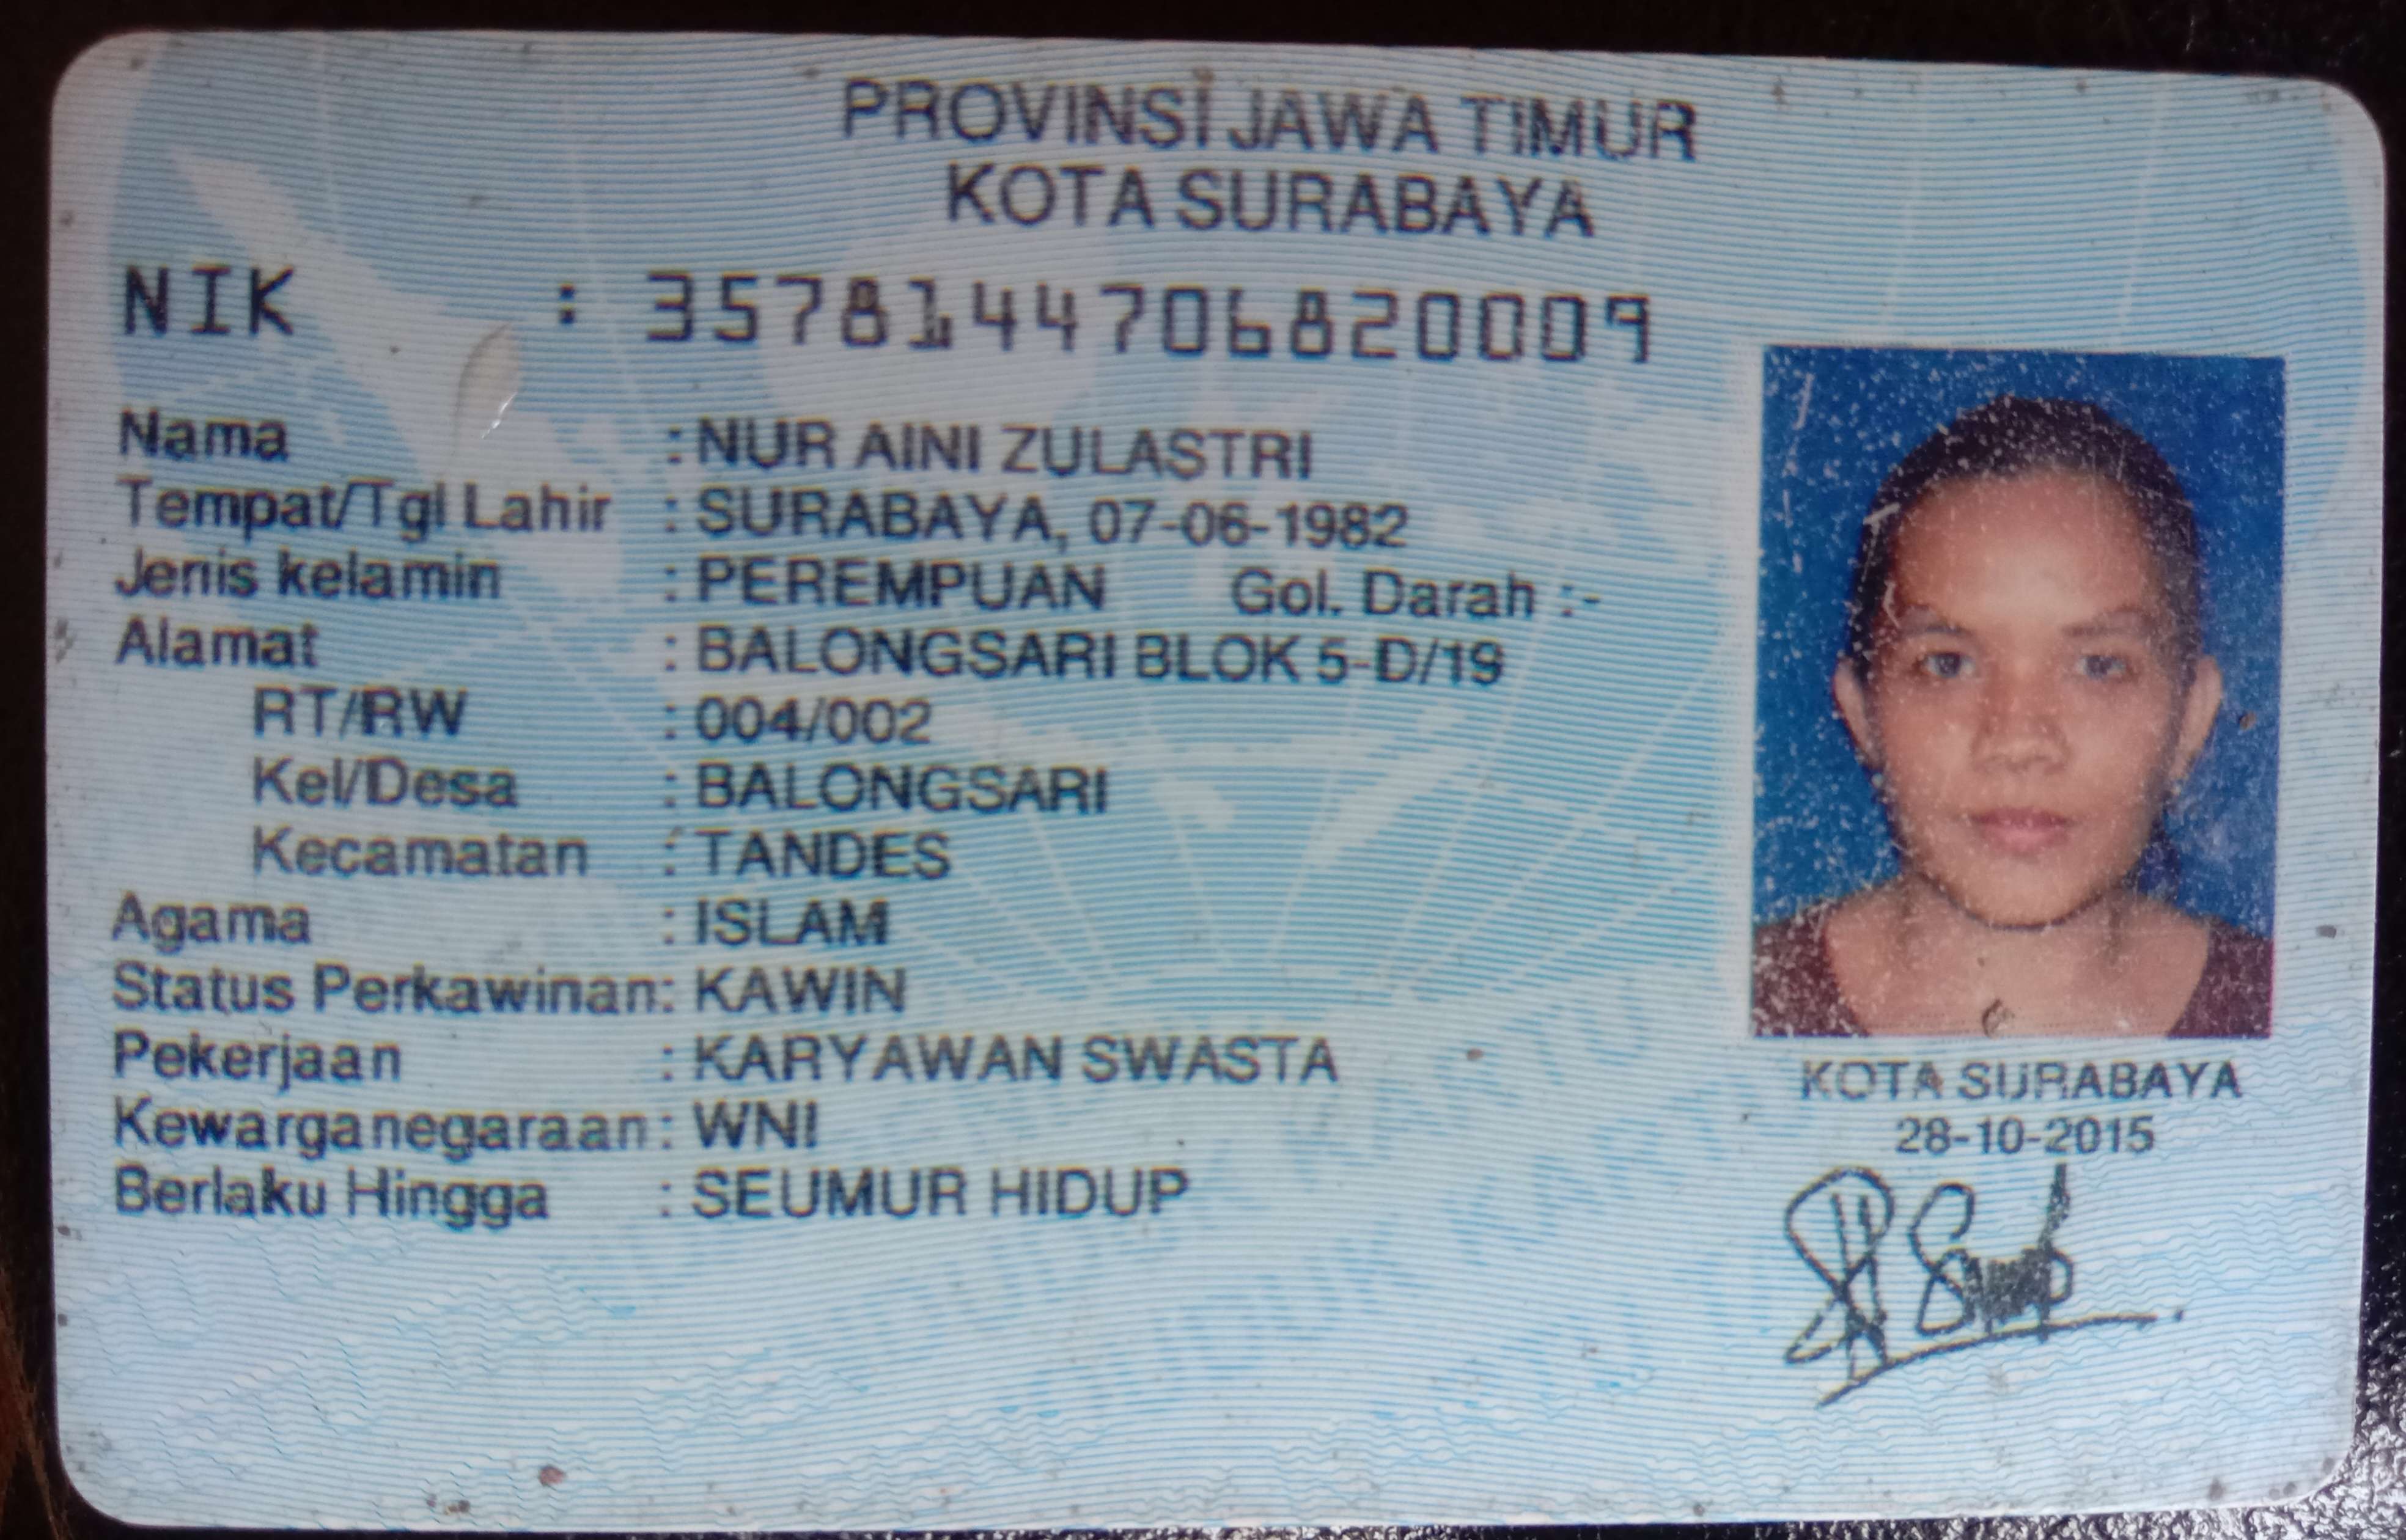 PROVINSI JAWA TIMUR
KOTA SURABAYA
NIK : 3578144706820009
Nama : NUR AINI ZULASTRI
Tempat/Tgl Lahir : SURABAYA, 07-06-1982
Jenis kelamin : PEREMPUAN Gol. Darah :-
Alamat : BALONGSARI BLOK 5-D/19
RT/RW : 004/002
Kel/Desa : BALONGSARI
Kecamatan : TANDES
Agama : ISLAM
Status Perkawinan: KAWIN
Pekerjaan : KARYAWAN SWASTA
Kewarganegaraan: WNI
Berlaku Hingga : SEUMUR HIDUP
KOTA SURABAYA
28-10-2015